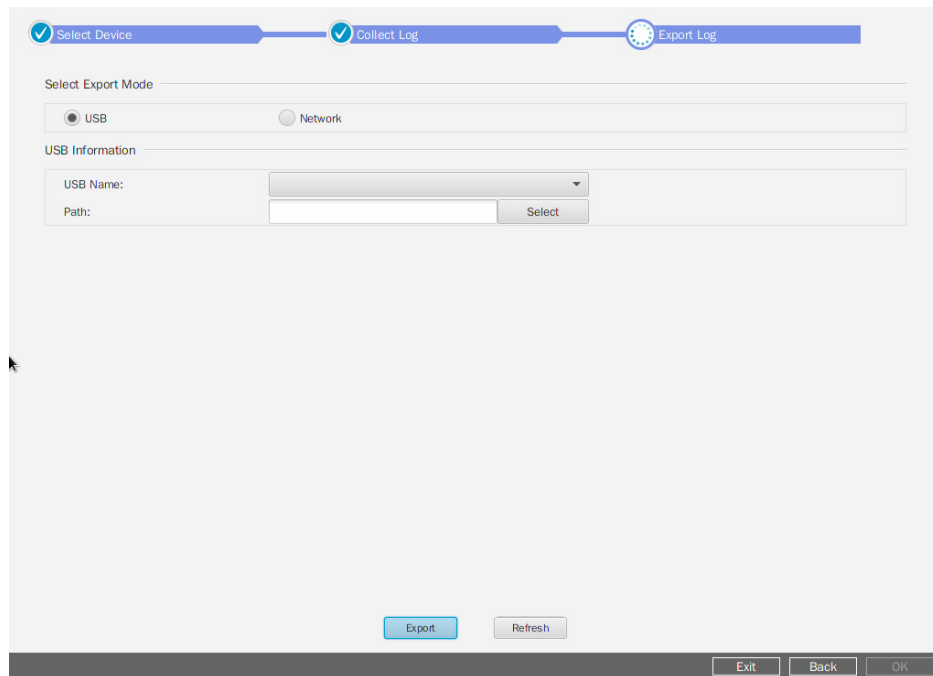 Select Device Collect Log Export Log
Select Export Mode
USB Network
USB Information
USB Name:
Path: Select
Export Refresh
Exit Back OK